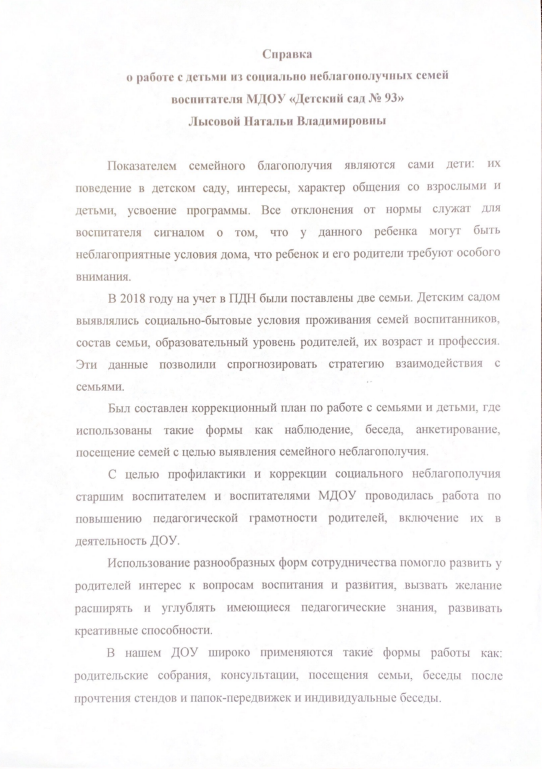 Справка
о работе с детьми из социально неблагополучных семей
воспитателя МДОУ «Детский сад № 93»
Лысовой Натальи Владимировны
Показателем семейного благополучия являются сами дети: их
поведение в детском саду, интересы, характер общения со взрослыми и
детьми, усвоение программы. Все отклонения от нормы служат для
воспитателя сигналом о том, что у данного ребенка могут быть
неблагоприятные условия дома, что ребенок и его родители требуют особого
внимания.
В 2018 году на учет в ПДН были поставлены две семьи. Детским садом
выявлялись социально-бытовые условия проживания семей воспитанников,
состав семьи, образовательный уровень родителей, их возраст и профессия.
Эти данные позволили спрогнозировать стратегию взаимодействия с
семьями.
Был составлен коррекционный план по работе с семьями и детьми, где
использованы такие формы как наблюдение, беседа, анкетирование,
посещение семей с целью выявления семейного неблагополучия.
С целью профилактики и коррекции социального неблагополучия
старшим воспитателем и воспитателями МДОУ проводилась работа по
повышению педагогической грамотности родителей, включение их в
деятельность ДОУ.
Использование разнообразных форм сотрудничества помогло развить у
родителей интерес к вопросам воспитания и развития, вызвать желание
расширять и углублять имеющиеся педагогические знания, развивать
креативные способности.
В нашем ДОУ широко применяются такие формы работы как:
родительские собрания, консультации, посещения семьи, беседы после
прочтения стендов и папок-передвижек и индивидуальные беседы.